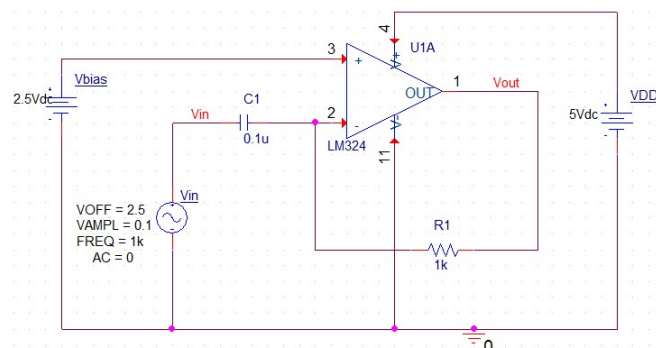 4
U1A
3
V+
+
Vbias
2.5Vdc
C1
Vin
0.1u
2
-
OUT
1
Vout
VDD
5Vdc
V-
LM324
11
Vin
VOFF = 2.5
VAMPL = 0.1
FREQ = 1k
AC = 0
R1
1k
0